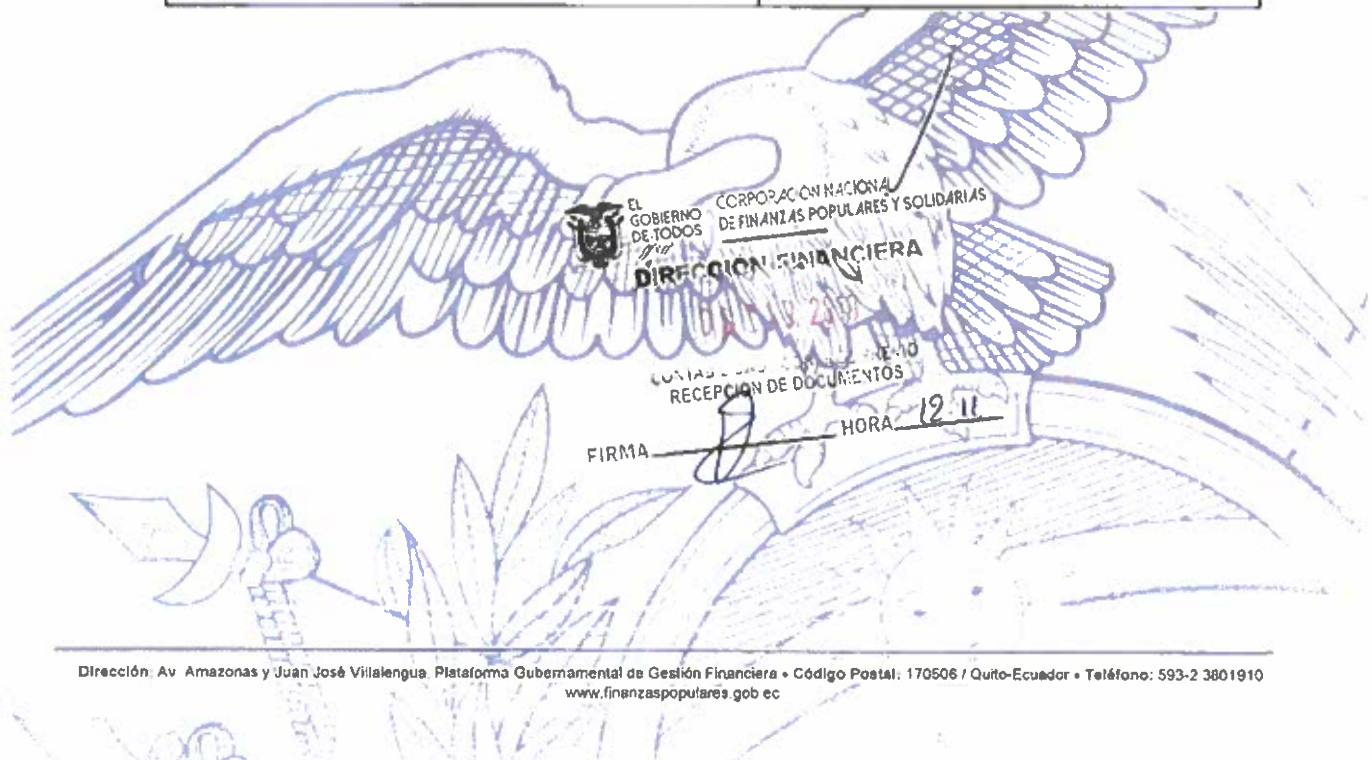 EL
GOBIERNO
DE TODOS
CORPORACIÓN NACIONAL
DE FINANZAS POPULARES Y SOLIDARIAS
DIRECCION FINANCIERA
RECEPCIÓN DE DOCUMENTOS
FIRMA HORA 12 11
Dirección: Av. Amazonas y Juan José Villalengua, Plataforma Gubernamental de Gestión Financiera • Código Postal: 170506 / Quito-Ecuador • Teléfono: 593-2 3801910
www.finanzaspopulares.gob.ec